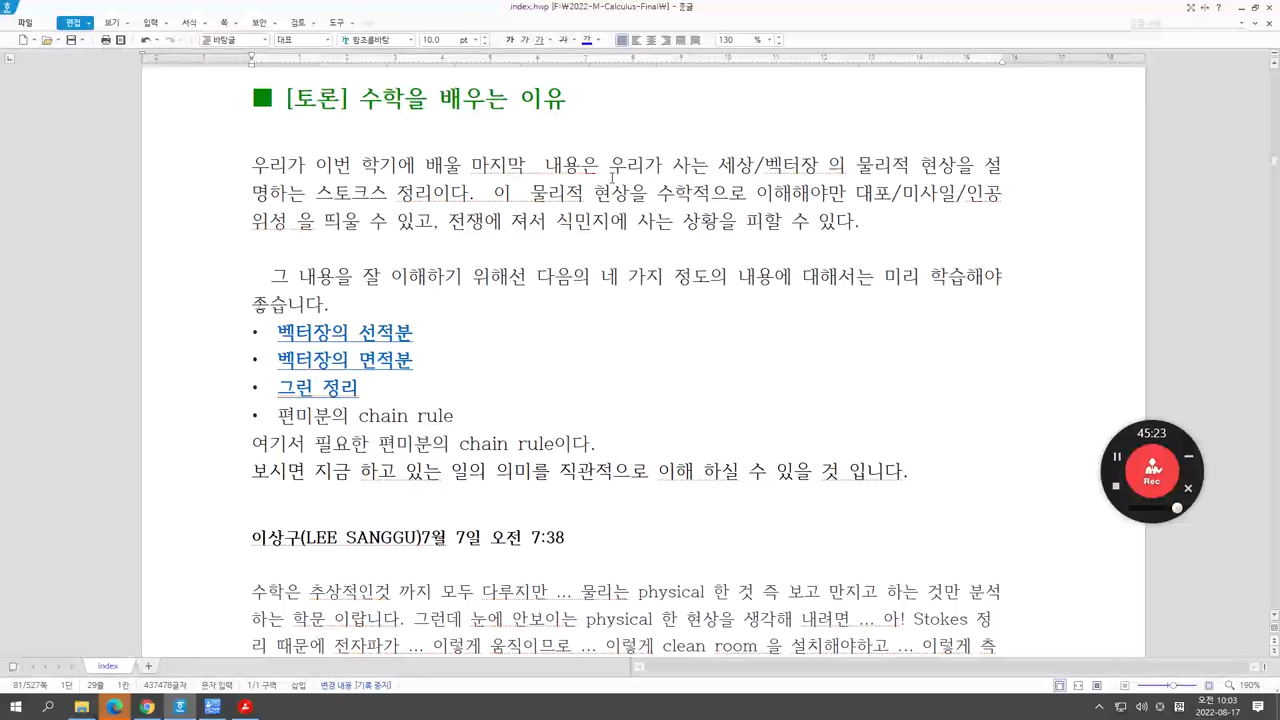 index.hwp [F:\2022-M-Calculus-Final\] - 한글
파일 편집 보기 입력 서식 쪽 보안 검토 도구
바탕글 대표 함초롬바탕 10.0 pt 가 가 가 가 가 130 %
■ [토론] 수학을 배우는 이유
우리가 이번 학기에 배울 마지막 내용은 우리가 사는 세상/벡터장 의 물리적 현상을 설
명하는 스토크스 정리이다. 이 물리적 현상을 수학적으로 이해해야만 대포/미사일/인공
위성 을 띄울 수 있고, 전쟁에 져서 식민지에 사는 상황을 피할 수 있다.
그 내용을 잘 이해하기 위해선 다음의 네 가지 정도의 내용에 대해서는 미리 학습해야
좋습니다.
• 벡터장의 선적분
• 벡터장의 면적분
• 그린 정리
• 편미분의 chain rule
여기서 필요한 편미분의 chain rule이다.
보시면 지금 하고 있는 일의 의미를 직관적으로 이해 하실 수 있을 것 입니다.
45:23
Rec
이상구(LEE SANGGU)7월 7일 오전 7:38
수학은 추상적인것 까지 모두 다루지만 ... 물리는 physical 한 것 즉 보고 만지고 하는 것만 분석
하는 학문 이랍니다. 그런데 눈에 안보이는 physical 한 현상을 생각해 내려면 ... 아! Stokes 정
리 때문에 전자파가 ... 이렇게 움직이므로 ... 이렇게 clean room 을 설치해야하고 ... 이렇게 측
index
81/527쪽 1단 29줄 1칸 437478글자 문자 입력 1/1 구역 삽입 변경 내용 [기록 중지] 190%
오전 10:03
2022-08-17